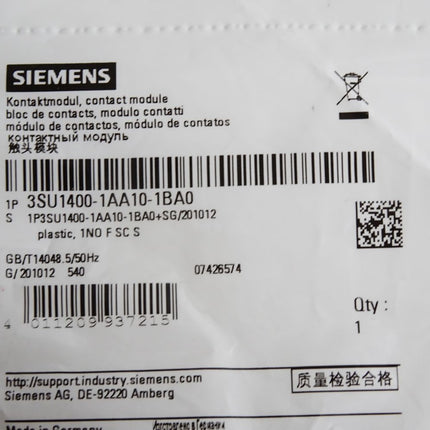 SIEMENS
Kontaktmodul, contact module
bloc de contacts, modulo contatti
módulo de contactos, módulo de contatos
контактный модуль
触头模块
1P 3SU1400-1AA10-1BA0
S 1P3SU1400-1AA10-1BA0+SG/201012
plastic, 1NO F SC S
GB/T14048.5/50Hz
G/201012 540 07426574
4 011209 937215
Qty :
1
http://support.industry.siemens.com
Siemens AG, DE-92220 Amberg
质量检验合格
Made in Germany